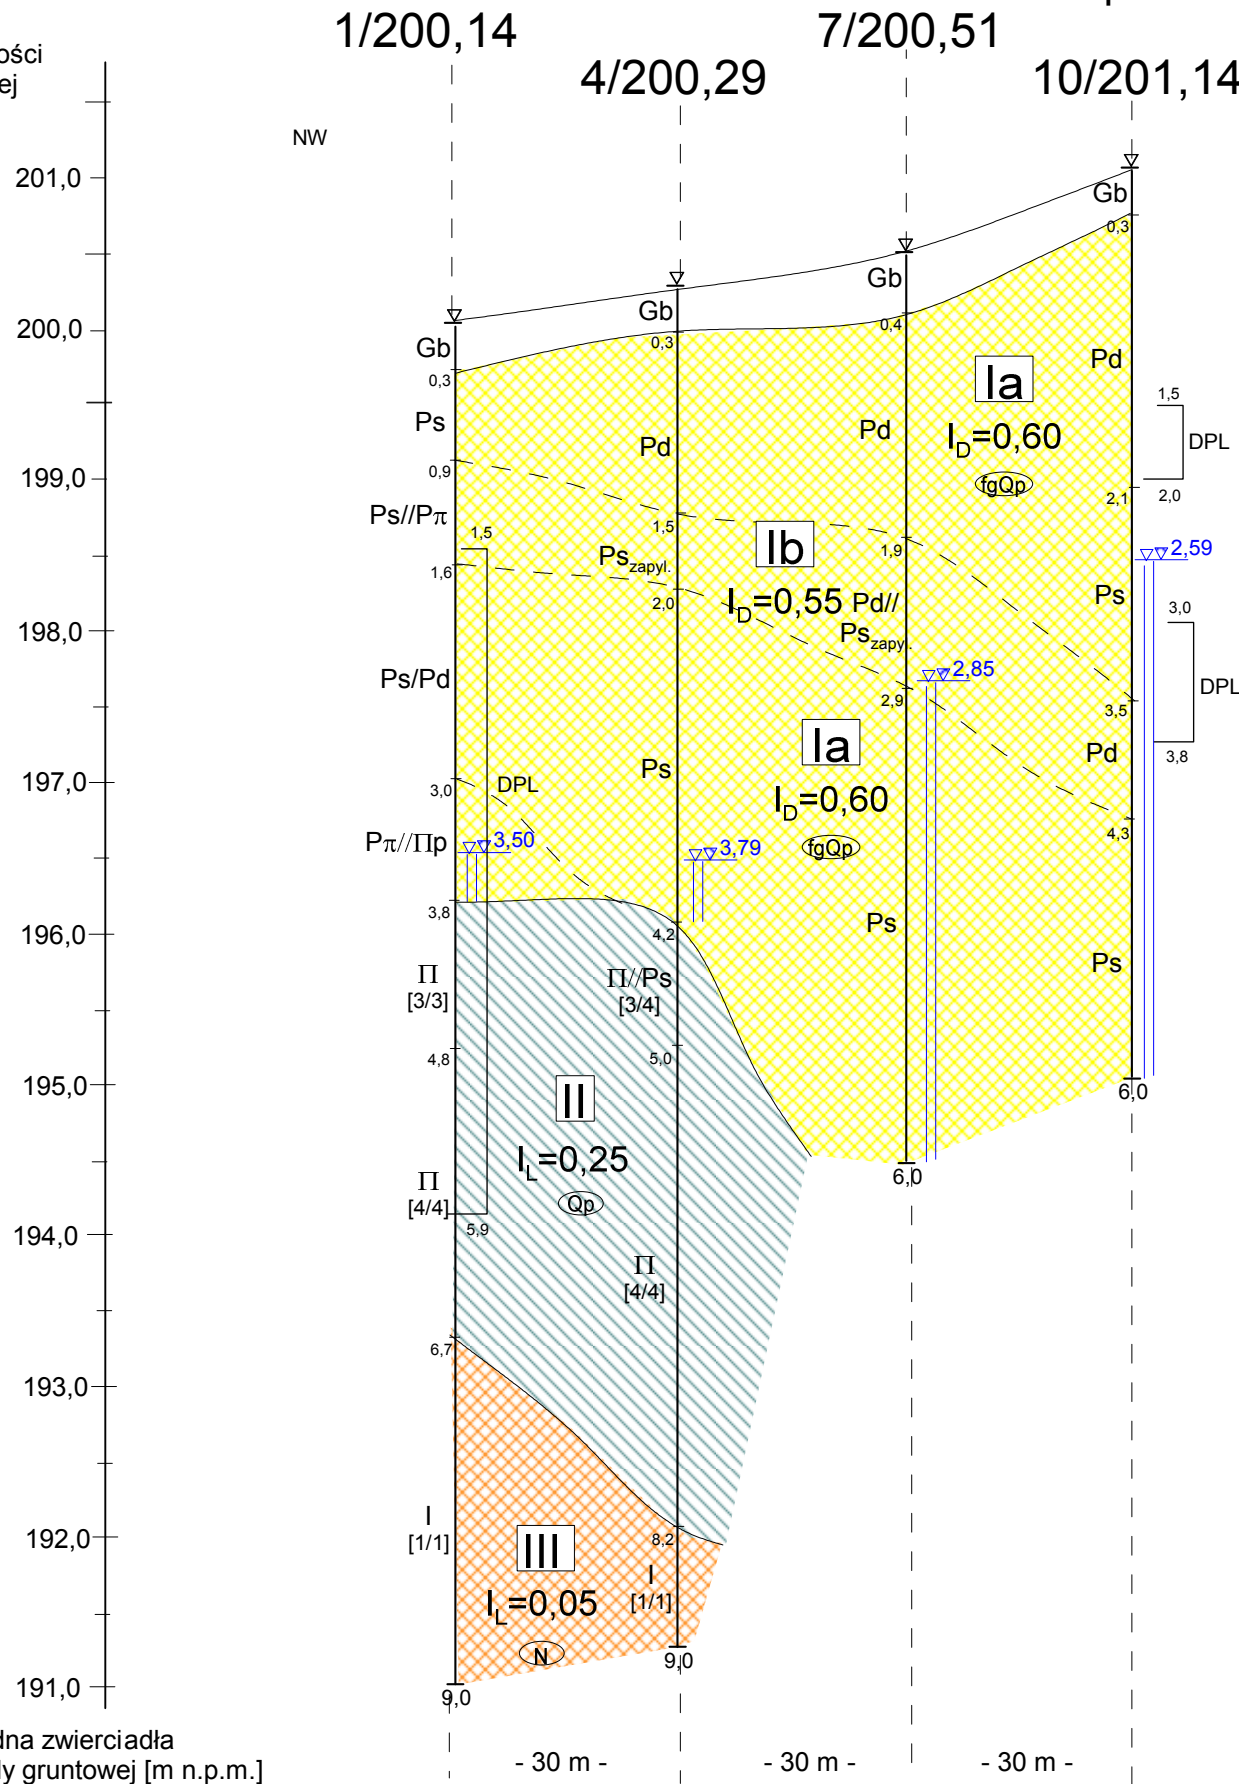 1/200,14
7/200,51
4/200,29
10/201,14
ości
ej
NW
201,0
200,0
199,0
198,0
197,0
196,0
195,0
194,0
193,0
192,0
191,0
Gb
0,3
Ps
0,9
Ps//Pπ
1,5
1,6
Ps/Pd
3,0
DPL
Pπ//Πp
3,50
3,8
Π
[3/3]
4,8
Π
[4/4]
5,9
6,7
I
[1/1]
9,0
Gb
0,3
Pd
1,5
Ps zapyl.
2,0
Ps
3,79
4,2
Π//Ps
[3/4]
5,0
Π
[4/4]
8,2
I
[1/1]
9,0
Gb
0,4
Pd
1,9
Pd//
Ps zapyl.
2,85
2,9
Ps
6,0
Gb
0,3
Pd
1,5
DPL
2,0
2,1
2,59
Ps
3,0
DPL
3,5
3,8
Pd
4,3
Ps
6,0
Ia
I D=0,60
fgQp
Ib
I D=0,55
Ia
I D=0,60
fgQp
II
I L=0,25
Qp
III
I L=0,05
N
dna zwierciadła
dy gruntowej [m n.p.m.]
- 30 m -
- 30 m -
- 30 m -